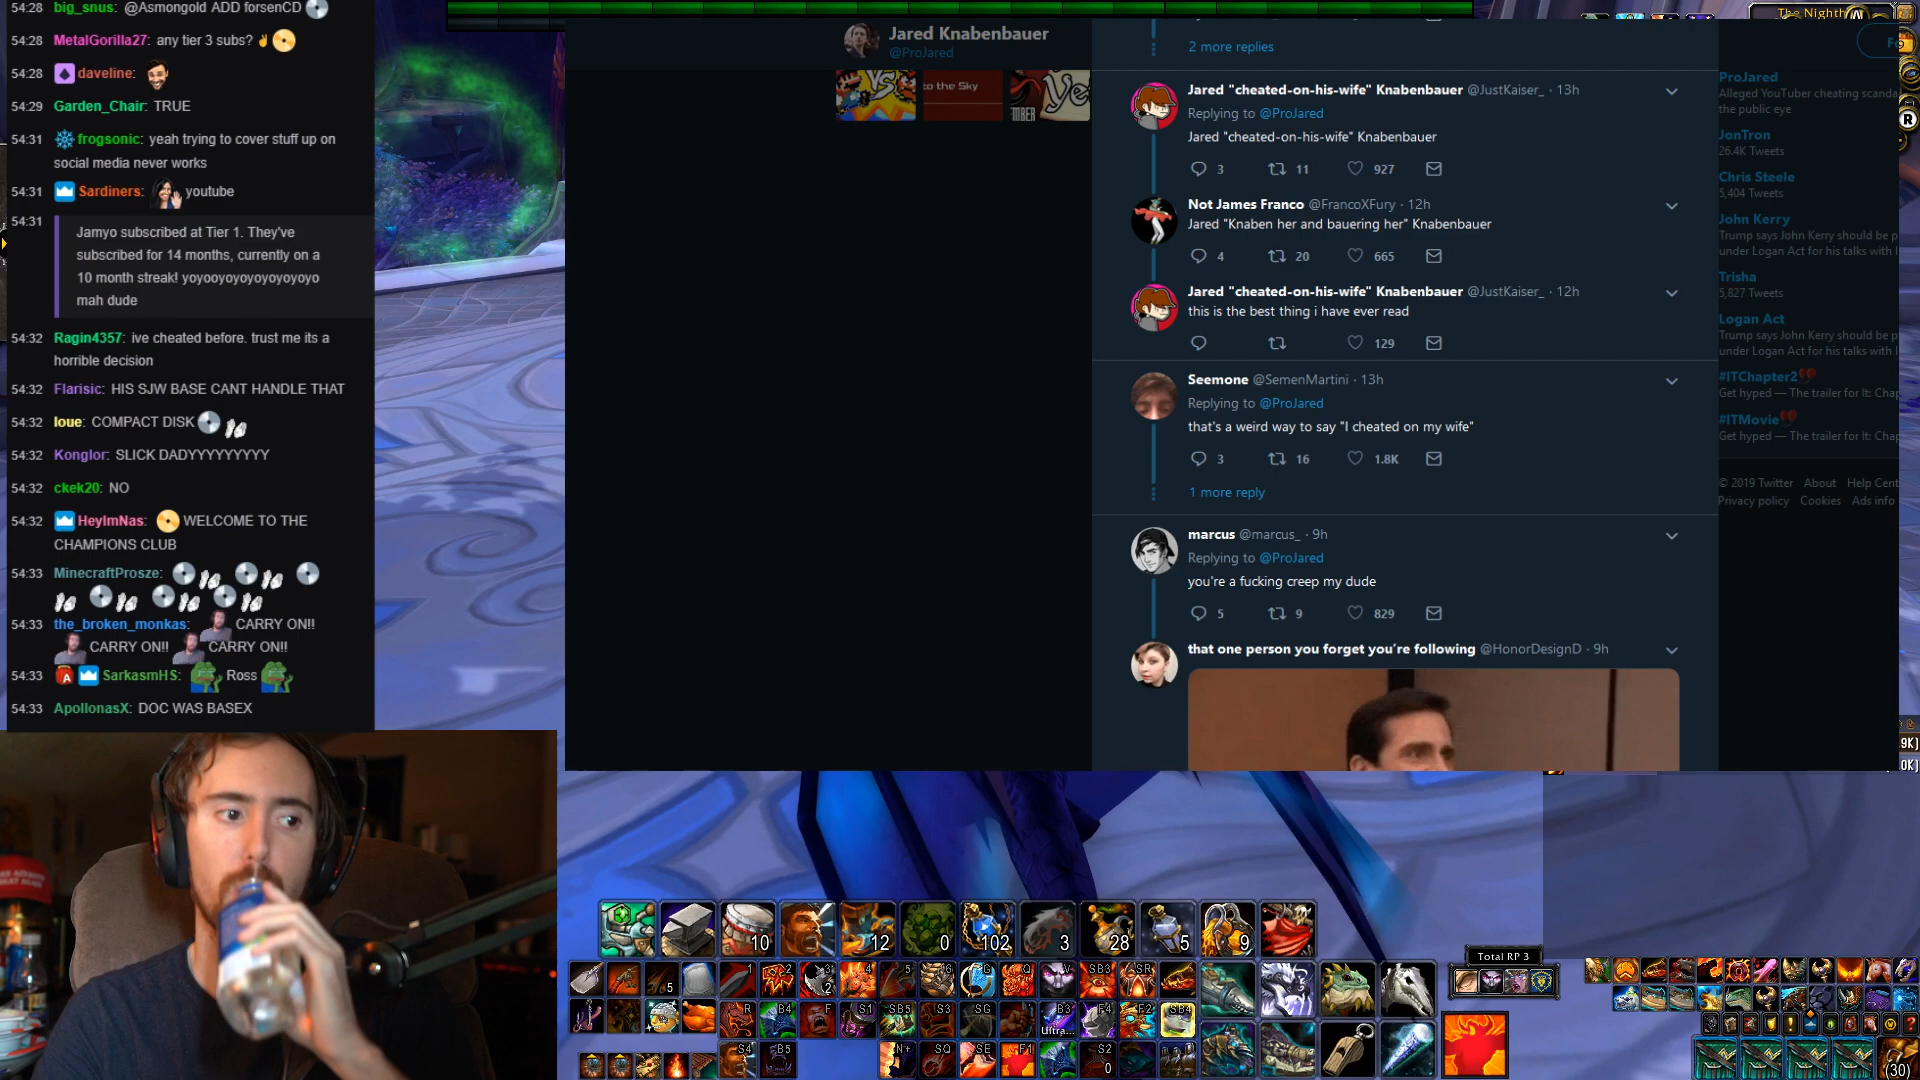 54:28 big_snus: @Asmongold ADD forsenCD
54:28 MetalGorilla27: any tier 3 subs?
54:28 daveline:
54:29 Garden_Chair: TRUE
54:31 frogsonic: yeah trying to cover stuff up on
social media never works
54:31 Sardiners: youtube
54:31
Jamyo subscribed at Tier 1. They've
subscribed for 14 months, currently on a
10 month streak! yoyooyoyoyoyoyoyoyo
mah dude
54:32 Ragin4357: ive cheated before. trust me its a
horrible decision
54:32 Flarisic: HIS SJW BASE CANT HANDLE THAT
54:32 loue: COMPACT DISK
54:32 Konglor: SLICK DADYYYYYYYYY
54:32 ckek20: NO
54:32 HeyImNas: WELCOME TO THE
CHAMPIONS CLUB
54:33 MinecraftProsze:
54:33 the_broken_monkas: CARRY ON!!
CARRY ON!! CARRY ON!!
54:33 SarkasmHS: Ross
54:33 ApollonasX: DOC WAS BASEX
Jared Knabenbauer
@ProJared
to the Sky
2 more replies
Jared "cheated-on-his-wife" Knabenbauer @JustKaiser_ · 13h
Replying to @ProJared
Jared "cheated-on-his-wife" Knabenbauer
3 11 927
Not James Franco @FrancoXFury · 12h
Jared "Knaben her and bauering her" Knabenbauer
4 20 665
Jared "cheated-on-his-wife" Knabenbauer @JustKaiser_ · 12h
this is the best thing i have ever read
129
Seemone @SemenMartini · 13h
Replying to @ProJared
that's a weird way to say "I cheated on my wife"
3 16 1.8K
1 more reply
marcus @marcus_ · 9h
Replying to @ProJared
you're a fucking creep my dude
5 9 829
that one person you forget you're following @HonorDesignD · 9h
ProJared
Alleged YouTuber cheating scanda
the public eye
JonTron
26.4K Tweets
Chris Steele
5,404 Tweets
John Kerry
Trump says John Kerry should be p
under Logan Act for his talks with I
Trisha
5,827 Tweets
Logan Act
Trump says John Kerry should be p
under Logan Act for his talks with I
#ITChapter2
Get hyped — The trailer for It: Chap
#ITMovie
Get hyped — The trailer for It: Chap
© 2019 Twitter About Help Cent
Privacy policy Cookies Ads info
10 12 0 102 3 28 5 9
Total RP 3
(30)